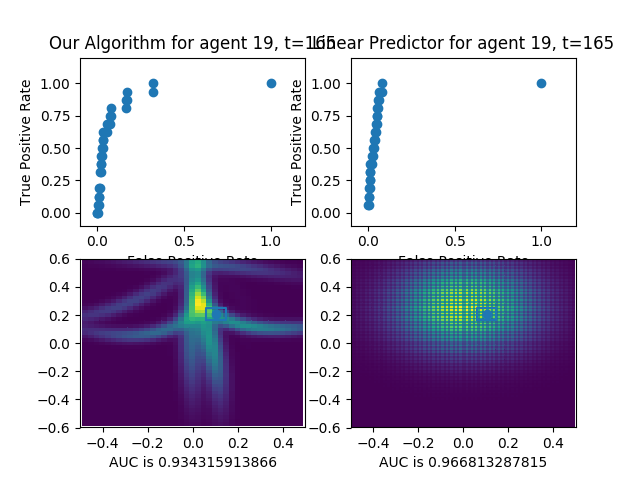 Our Algorithm for agent 19, t=165
Linear Predictor for agent 19, t=165
True Positive Rate
1.00
0.75
0.50
0.25
0.00
0.0 0.5 1.0
False Positive Rate
True Positive Rate
1.00
0.75
0.50
0.25
0.00
0.0 0.5 1.0
False Positive Rate
0.6
0.4
0.2
0.0
−0.2
−0.4
−0.6
−0.4 −0.2 0.0 0.2 0.4
AUC is 0.934315913866
0.6
0.4
0.2
0.0
−0.2
−0.4
−0.6
−0.4 −0.2 0.0 0.2 0.4
AUC is 0.966813287815